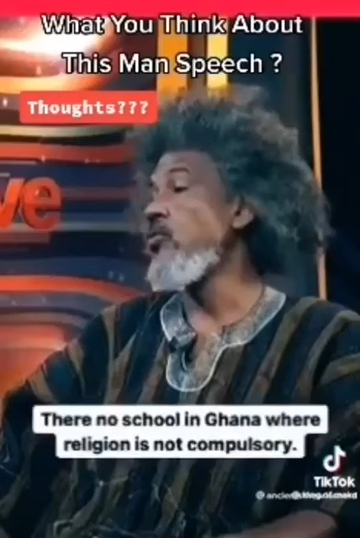 What You Think About
This Man Speech ?
Thoughts???
ve
There no school in Ghana where
religion is not compulsory.
TikTok